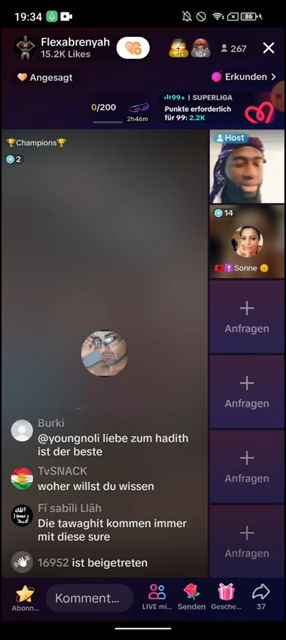 19:34
86
Flexabrenyah
15.2K Likes
267
Angesagt
Erkunden >
0/200
2h46m
99+ | SUPERLIGA
Punkte erforderlich
für 99: 2.2K
🏆Champions🏆
2
Host
14
🇦🇱✝️ Sonne 🌞
+
Anfragen
+
Anfragen
+
Anfragen
+
Anfragen
Burki
@youngnoli liebe zum hadith
ist der beste
TvSNACK
woher willst du wissen
Fī sabīli Llāh
Die tawaghit kommen immer
mit diese sure
16952 ist beigetreten
Abonn...
Komment...
LIVE mi...
Senden
Gesche...
37